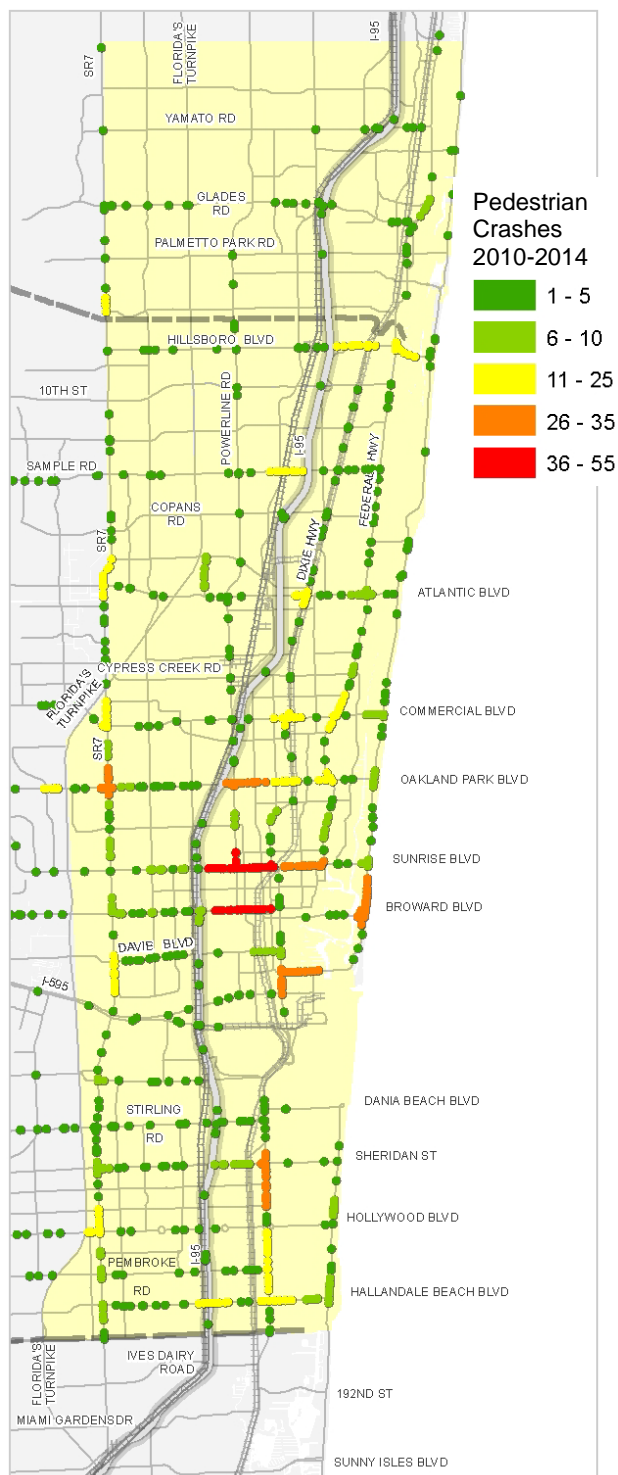 I-95
SR7
FLORIDA'S
TURNPIKE
YAMATO RD
GLADES
RD
PALMETTO PARK RD
Pedestrian
Crashes
2010-2014
1 - 5
6 - 10
11 - 25
26 - 35
36 - 55
HILLSBORO BLVD
10TH ST
POWERLINE RD
I-95
FEDERAL HWY
SAMPLE RD
COPANS
RD
SR7
DIXIE HWY
ATLANTIC BLVD
CYPRESS CREEK RD
FLORIDA'S
TURNPIKE
COMMERCIAL BLVD
SR7
OAKLAND PARK BLVD
SUNRISE BLVD
BROWARD BLVD
DAVIE BLVD
I-595
DANIA BEACH BLVD
STIRLING
RD
SHERIDAN ST
HOLLYWOOD BLVD
I-95
PEMBROKE
RD
HALLANDALE BEACH BLVD
IVES DAIRY
ROAD
FLORIDA'S
TURNPIKE
192ND ST
MIAMI GARDENS DR
SUNNY ISLES BLVD